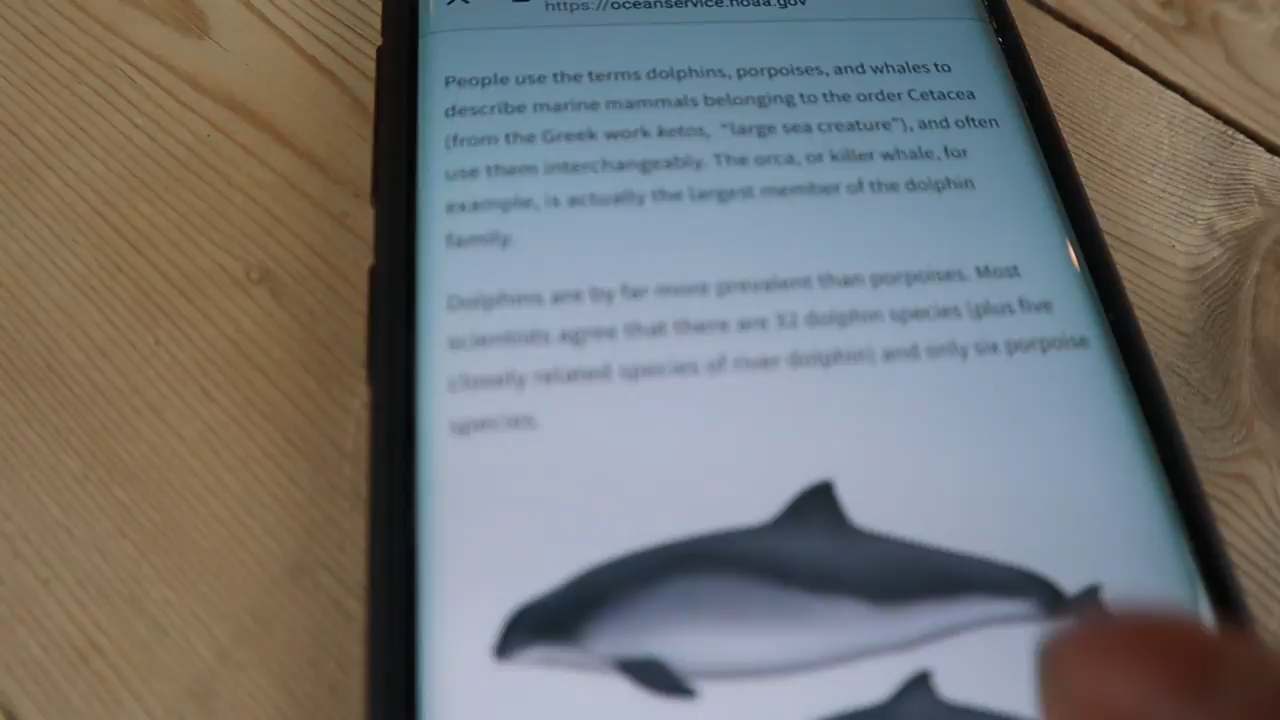 https://oceanservice.noaa.gov
People use the terms dolphins, porpoises, and whales to
describe marine mammals belonging to the order Cetacea
(from the Greek work ketos, "large sea creature"), and often
use them interchangeably. The orca, or killer whale, for
example, is actually the largest member of the dolphin
family.
Dolphins are by far more prevalent than porpoises. Most
scientists agree that there are 32 dolphin species (plus five
closely related species of river dolphin) and only six porpoise
species.